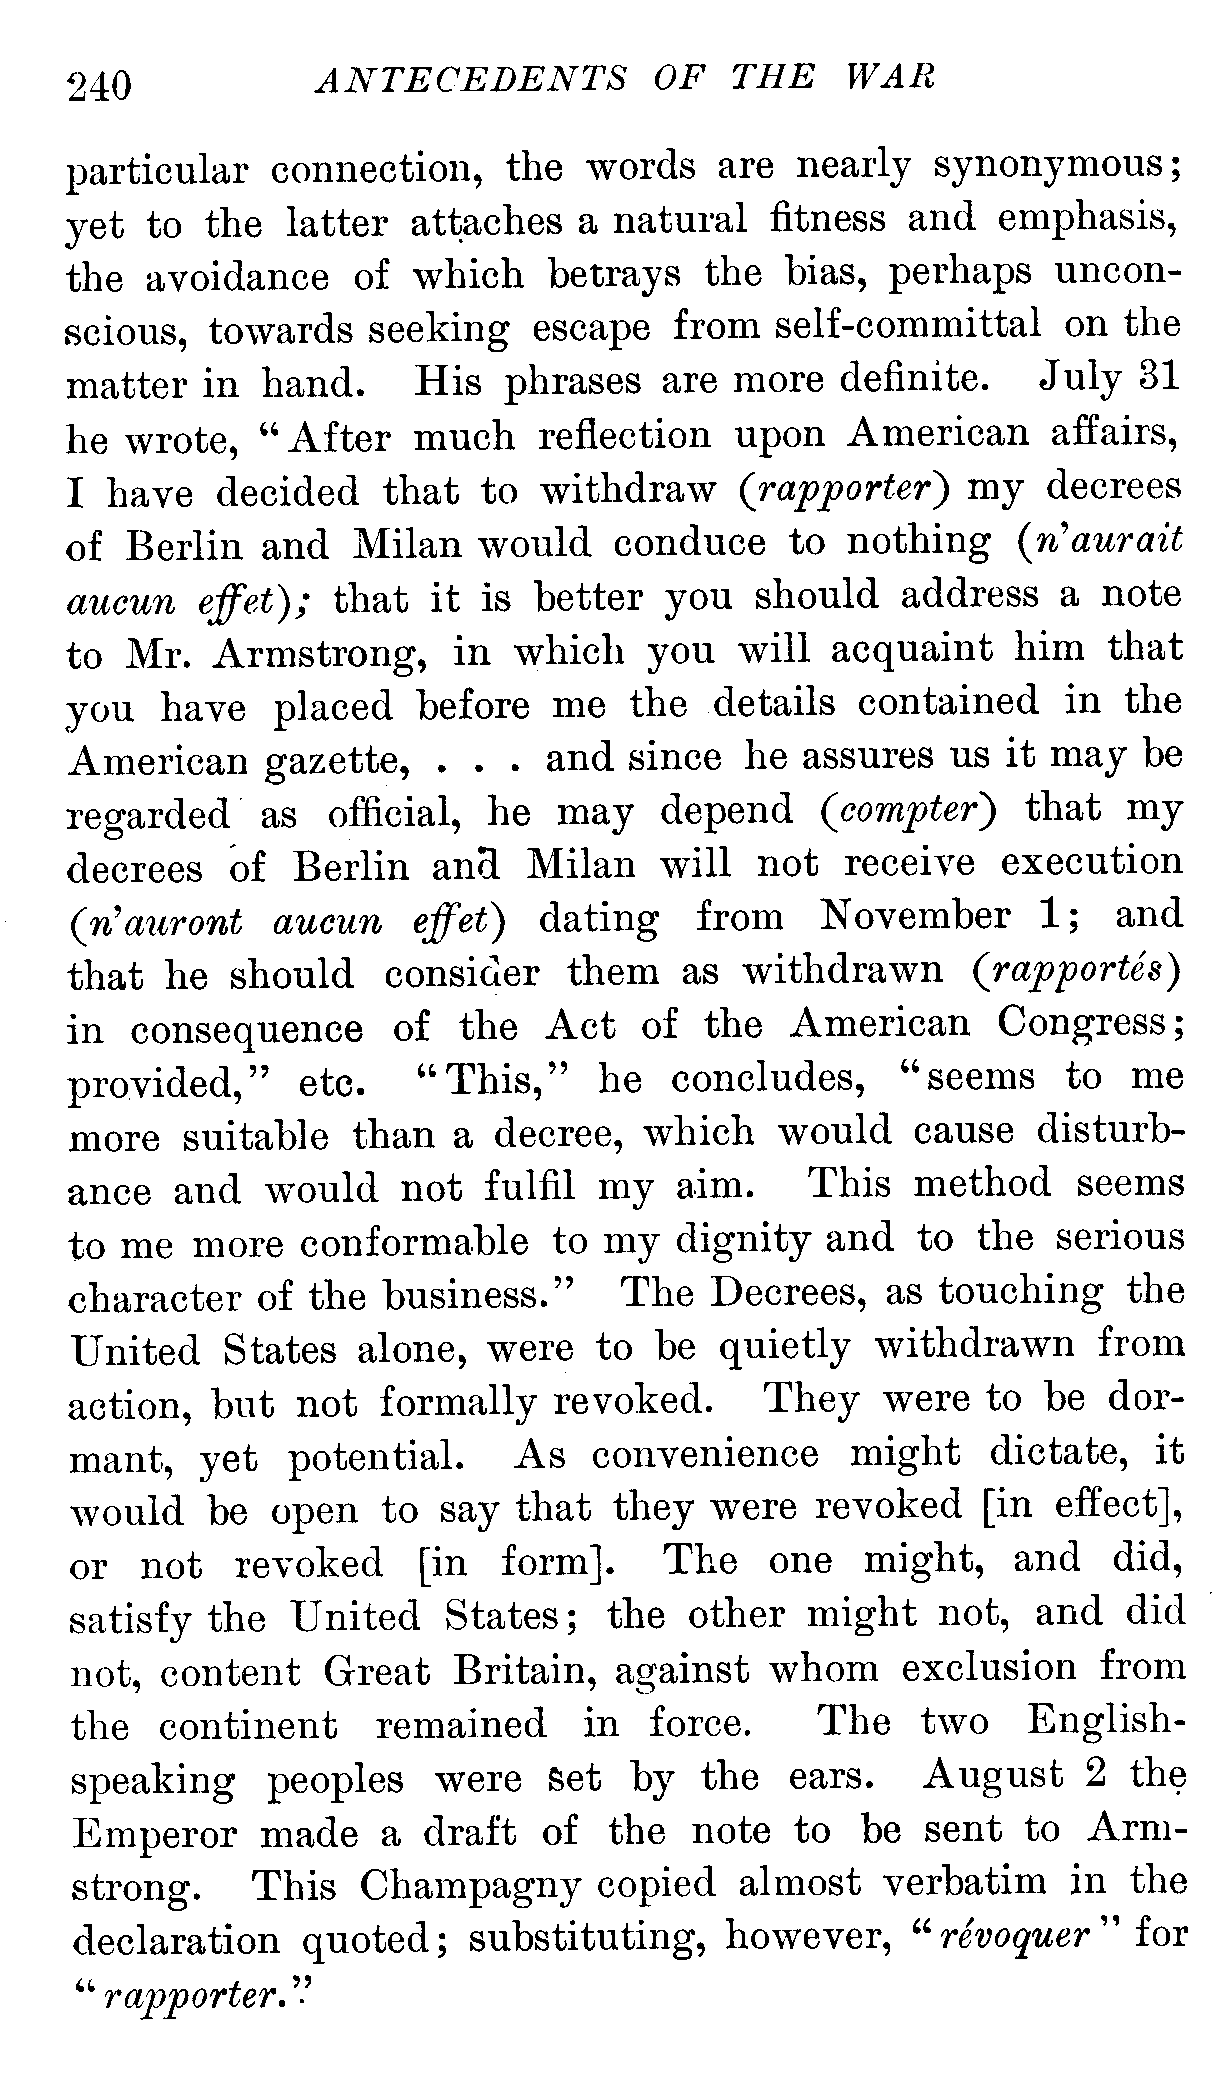 240 ANTECEDENTS OF THE WAR
particular connection, the words are nearly synonymous;
yet to the latter attaches a natural fitness and emphasis,
the avoidance of which betrays the bias, perhaps uncon-
scious, towards seeking escape from self-committal on the
matter in hand. His phrases are more definite. July 31
he wrote, “After much reflection upon American affairs,
I have decided that to withdraw (rapporter) my decrees
of Berlin and Milan would conduce to nothing (n’aurait
aucun effet); that it is better you should address a note
to Mr. Armstrong, in which you will acquaint him that
you have placed before me the details contained in the
American gazette, . . . and since he assures us it may be
regarded as official, he may depend (compter) that my
decrees of Berlin and Milan will not receive execution
(n’auront aucun effet) dating from November 1; and
that he should consider them as withdrawn (rapportés)
in consequence of the Act of the American Congress;
provided,” etc. “This,” he concludes, “seems to me
more suitable than a decree, which would cause disturb-
ance and would not fulfil my aim. This method seems
to me more conformable to my dignity and to the serious
character of the business.” The Decrees, as touching the
United States alone, were to be quietly withdrawn from
action, but not formally revoked. They were to be dor-
mant, yet potential. As convenience might dictate, it
would be open to say that they were revoked [in effect],
or not revoked [in form]. The one might, and did,
satisfy the United States; the other might not, and did
not, content Great Britain, against whom exclusion from
the continent remained in force. The two English-
speaking peoples were set by the ears. August 2 the
Emperor made a draft of the note to be sent to Arm-
strong. This Champagny copied almost verbatim in the
declaration quoted; substituting, however, “révoquer” for
“rapporter.”